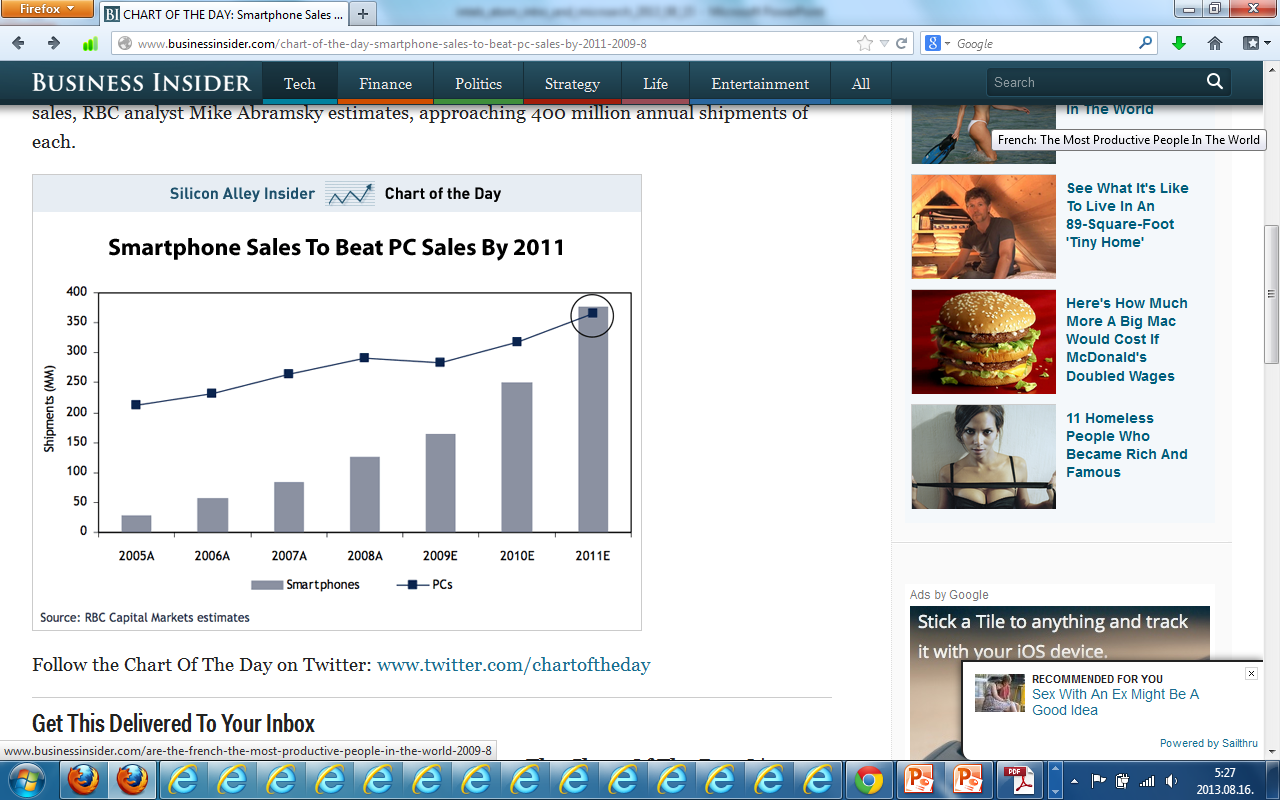 Firefox
CHART OF THE DAY: Smartphone Sales ...
www.businessinsider.com/chart-of-the-day-smartphone-sales-to-beat-pc-sales-by-2011-2009-8
Google
BUSINESS INSIDER
Tech
Finance
Politics
Strategy
Life
Entertainment
All
Search
sales, RBC analyst Mike Abramsky estimates, approaching 400 million annual shipments of
each.
Silicon Alley Insider Chart of the Day
Smartphone Sales To Beat PC Sales By 2011
Shipments (MM)
400
350
300
250
200
150
100
50
0
2005A 2006A 2007A 2008A 2009E 2010E 2011E
Smartphones PCs
Source: RBC Capital Markets estimates
Follow the Chart Of The Day on Twitter: www.twitter.com/chartoftheday
Get This Delivered To Your Inbox
In The World
French: The Most Productive People In The World
See What It's Like
To Live In An
89-Square-Foot
'Tiny Home'
Here's How Much
More A Big Mac
Would Cost If
McDonald's
Doubled Wages
11 Homeless
People Who
Became Rich And
Famous
Ads by Google
Stick a Tile to anything and track
it with your iOS device.
RECOMMENDED FOR YOU
Sex With An Ex Might Be A
Good Idea
Powered by Sailthru
www.businessinsider.com/are-the-french-the-most-productive-people-in-the-world-2009-8
PDF
5:27
2013.08.16.